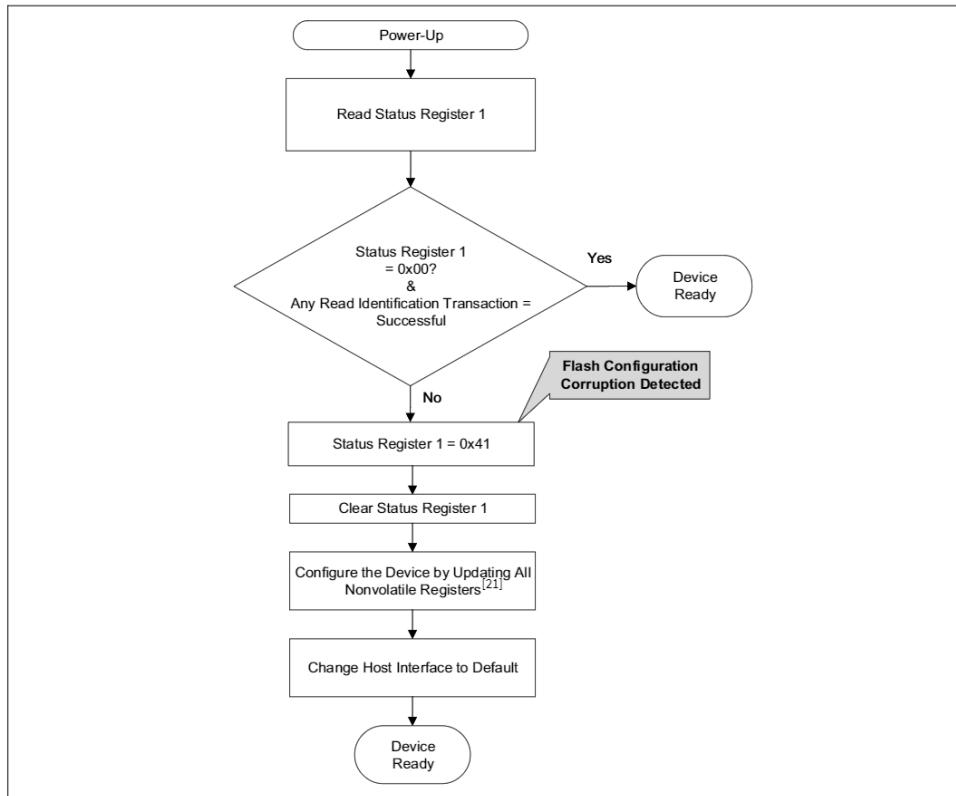 Power-Up
Read Status Register 1
Status Register 1
= 0x00?
&
Any Read Identification Transaction =
Successful
Yes
Device
Ready
Flash Configuration
Corruption Detected
No
Status Register 1 = 0x41
Clear Status Register 1
Configure the Device by Updating All
Nonvolatile Registers[21]
Change Host Interface to Default
Device
Ready